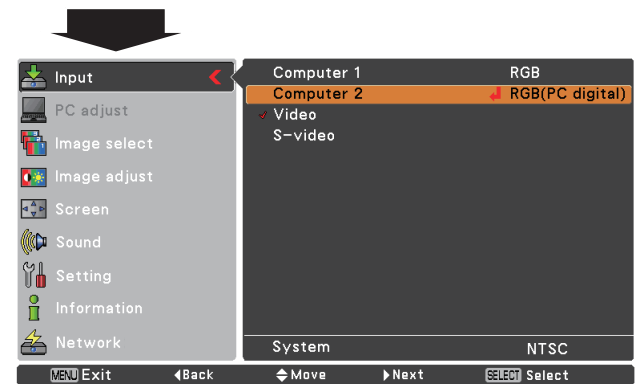 Input
PC adjust
Image select
Image adjust
Screen
Sound
Setting
Information
Network
Computer 1 RGB
Computer 2 RGB(PC digital)
Video
S-video
System NTSC
MENU Exit Back Move Next SELECT Select